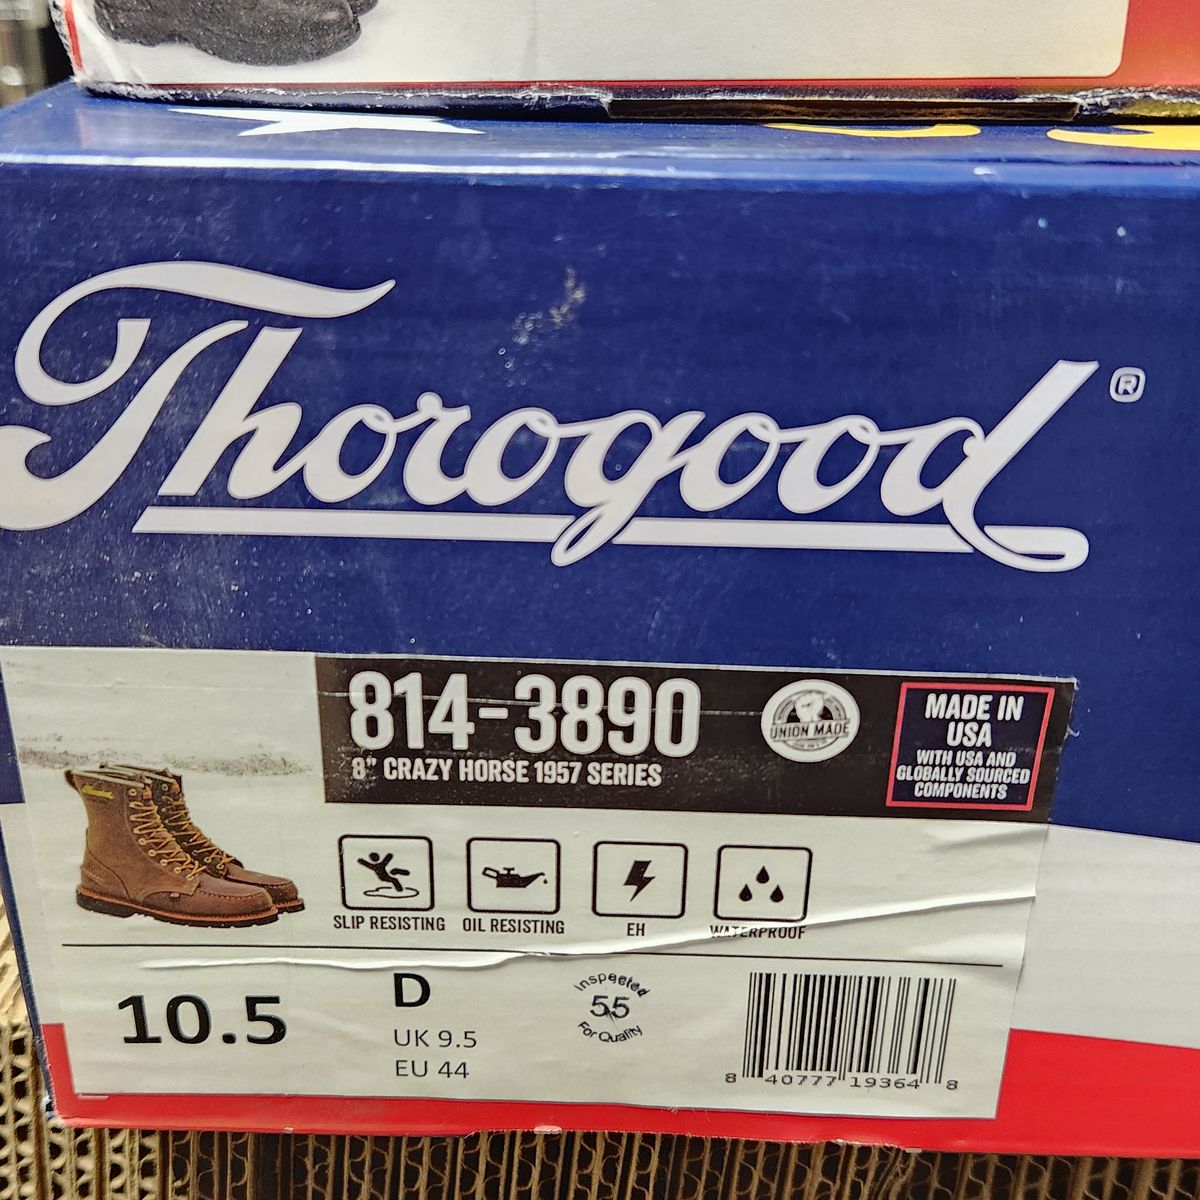 Thorogood®
814-3890
8" CRAZY HORSE 1957 SERIES
UNION MADE
MADE IN
USA
WITH USA AND
GLOBALLY SOURCED
COMPONENTS
SLIP RESISTING
OIL RESISTING
EH
WATERPROOF
10.5
D
UK 9.5
EU 44
Inspected
55
For Quality
8 40777 19364 8